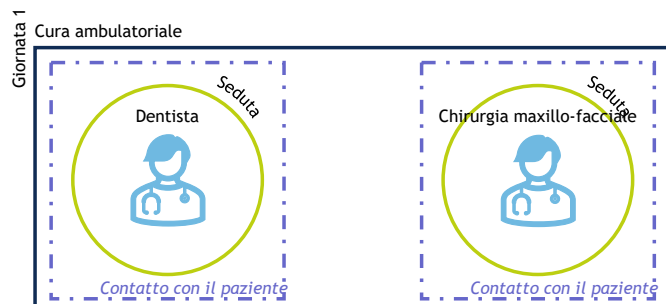 Giornata 1
Cura ambulatoriale
Seduta
Dentista
Contatto con il paziente
Seduta
Chirurgia maxillo-facciale
Contatto con il paziente